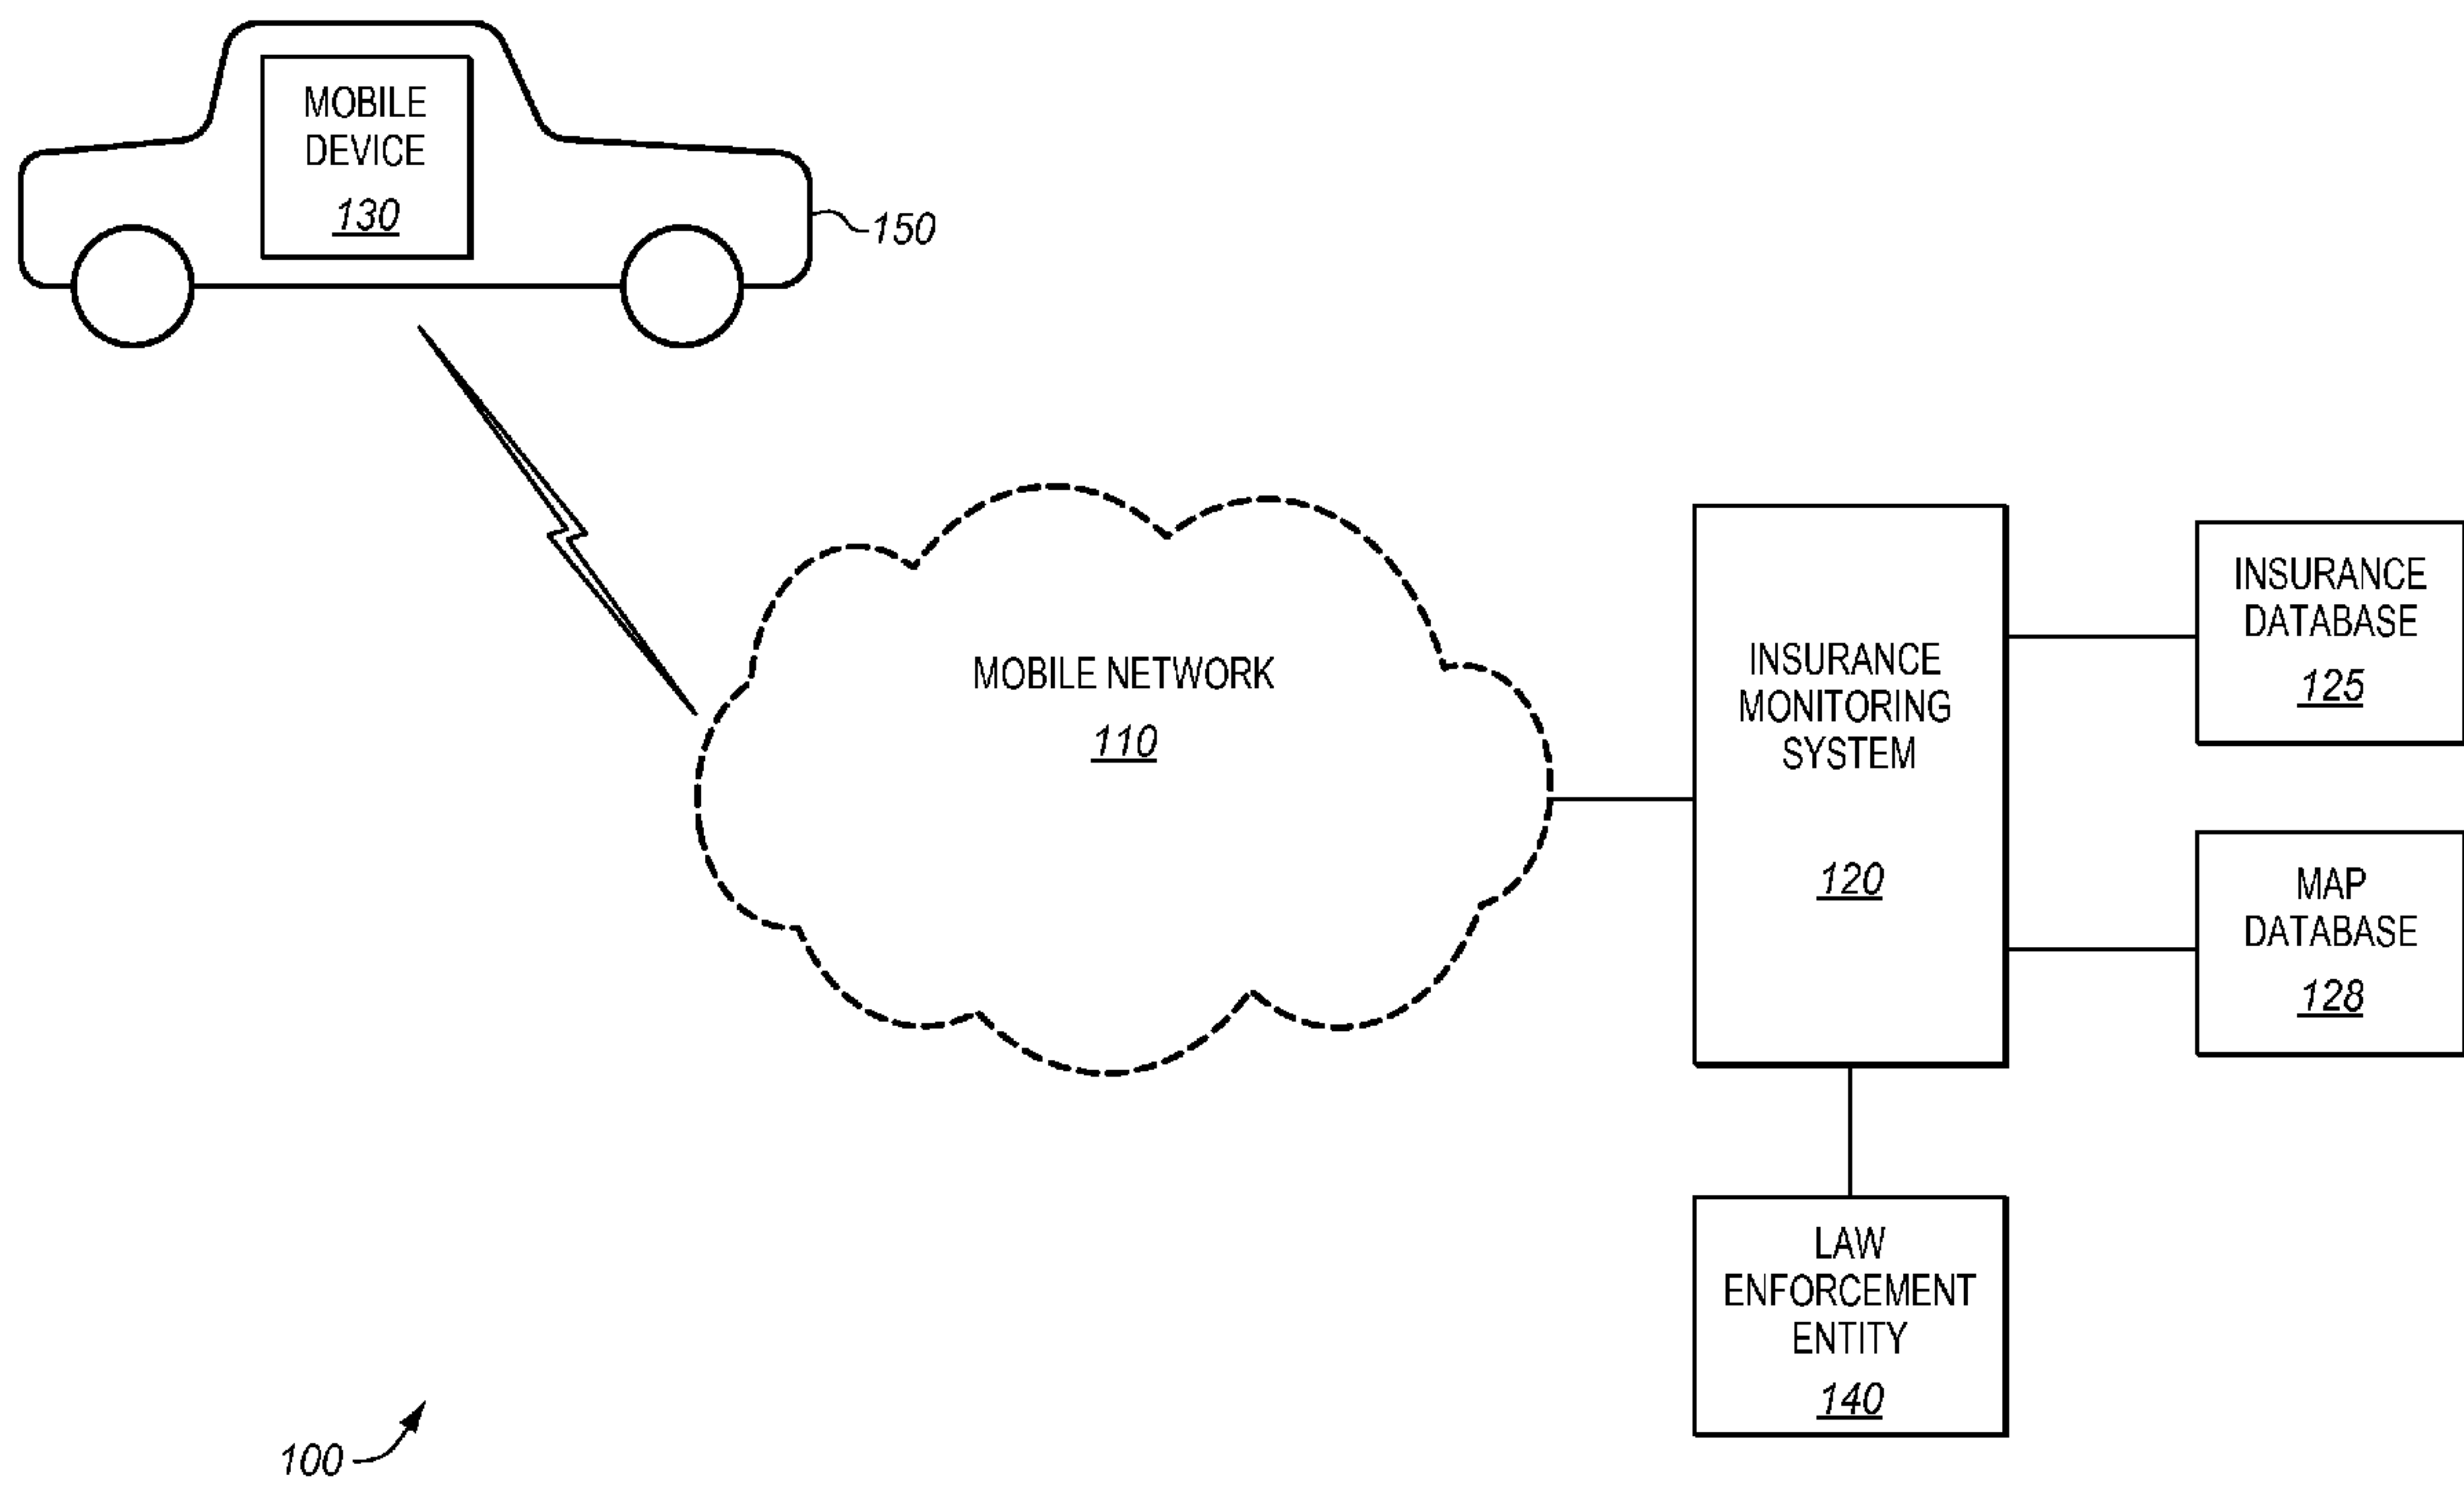 MOBILE
DEVICE
130
150
MOBILE NETWORK
110
INSURANCE
MONITORING
SYSTEM
120
INSURANCE
DATABASE
125
MAP
DATABASE
128
LAW
ENFORCEMENT
ENTITY
140
100